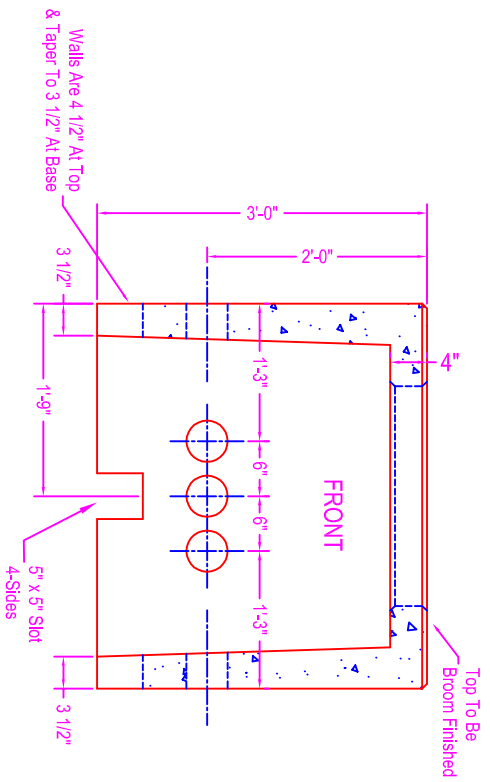 Top To Be
Broom Finished
4"
FRONT
2'-0"
3'-0"
1'-3"
6"
6"
1'-3"
Walls Are 4 1/2" At Top
& Taper To 3 1/2" At Base
3 1/2"
1'-9"
5" x 5" Slot
4-Sides
3 1/2"